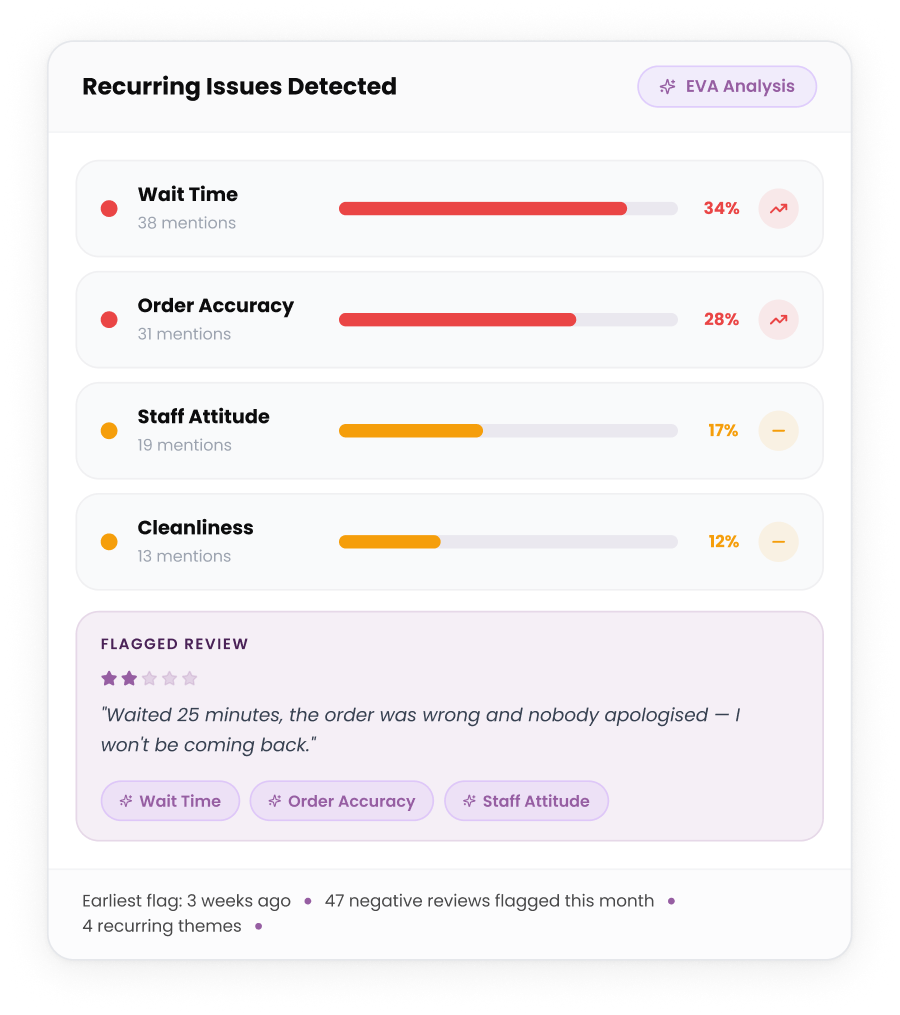 Recurring Issues Detected
EVA Analysis
Wait Time
38 mentions
34%
Order Accuracy
31 mentions
28%
Staff Attitude
19 mentions
17%
Cleanliness
13 mentions
12%
FLAGGED REVIEW
"Waited 25 minutes, the order was wrong and nobody apologised — I
won't be coming back."
Wait Time
Order Accuracy
Staff Attitude
Earliest flag: 3 weeks ago • 47 negative reviews flagged this month •
4 recurring themes •